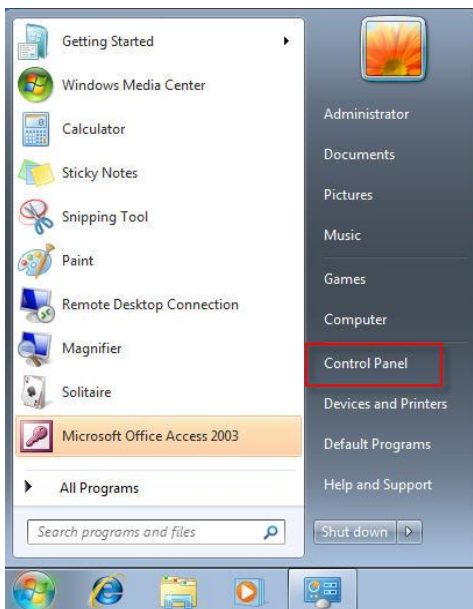 Getting Started
Windows Media Center
Calculator
Sticky Notes
Snipping Tool
Paint
Remote Desktop Connection
Magnifier
Solitaire
Microsoft Office Access 2003
All Programs
Search programs and files
Administrator
Documents
Pictures
Music
Games
Computer
Control Panel
Devices and Printers
Default Programs
Help and Support
Shut down